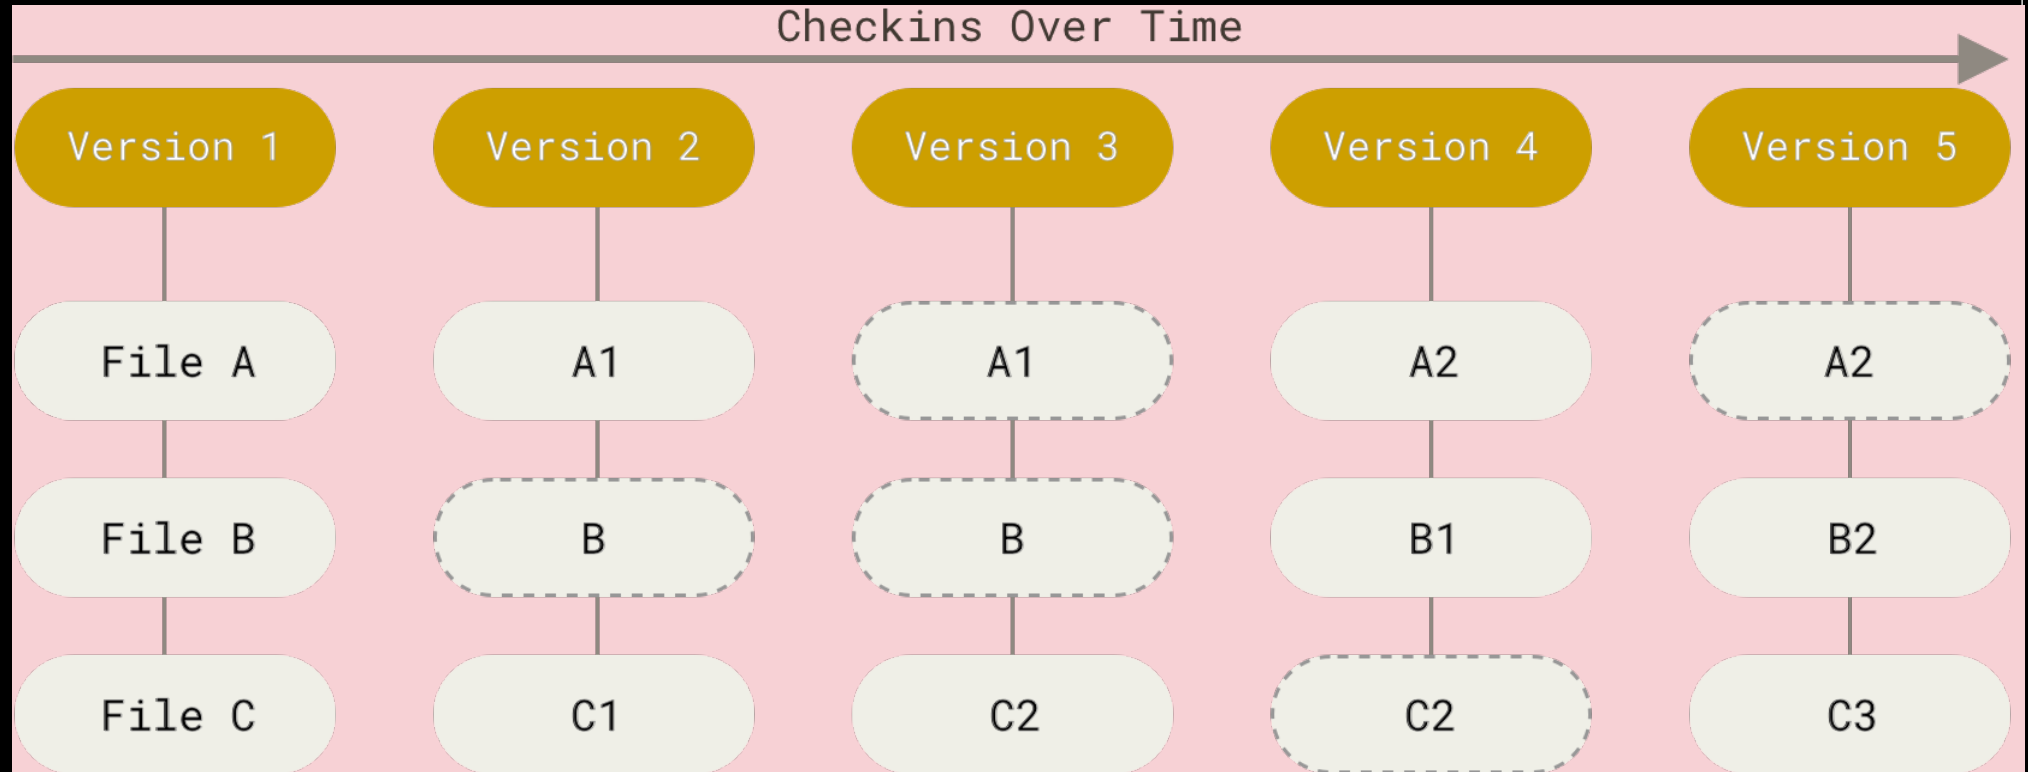 Checkins Over Time
Version 1 Version 2 Version 3 Version 4 Version 5
File A A1 A1 A2 A2
File B B B B1 B2
File C C1 C2 C2 C3